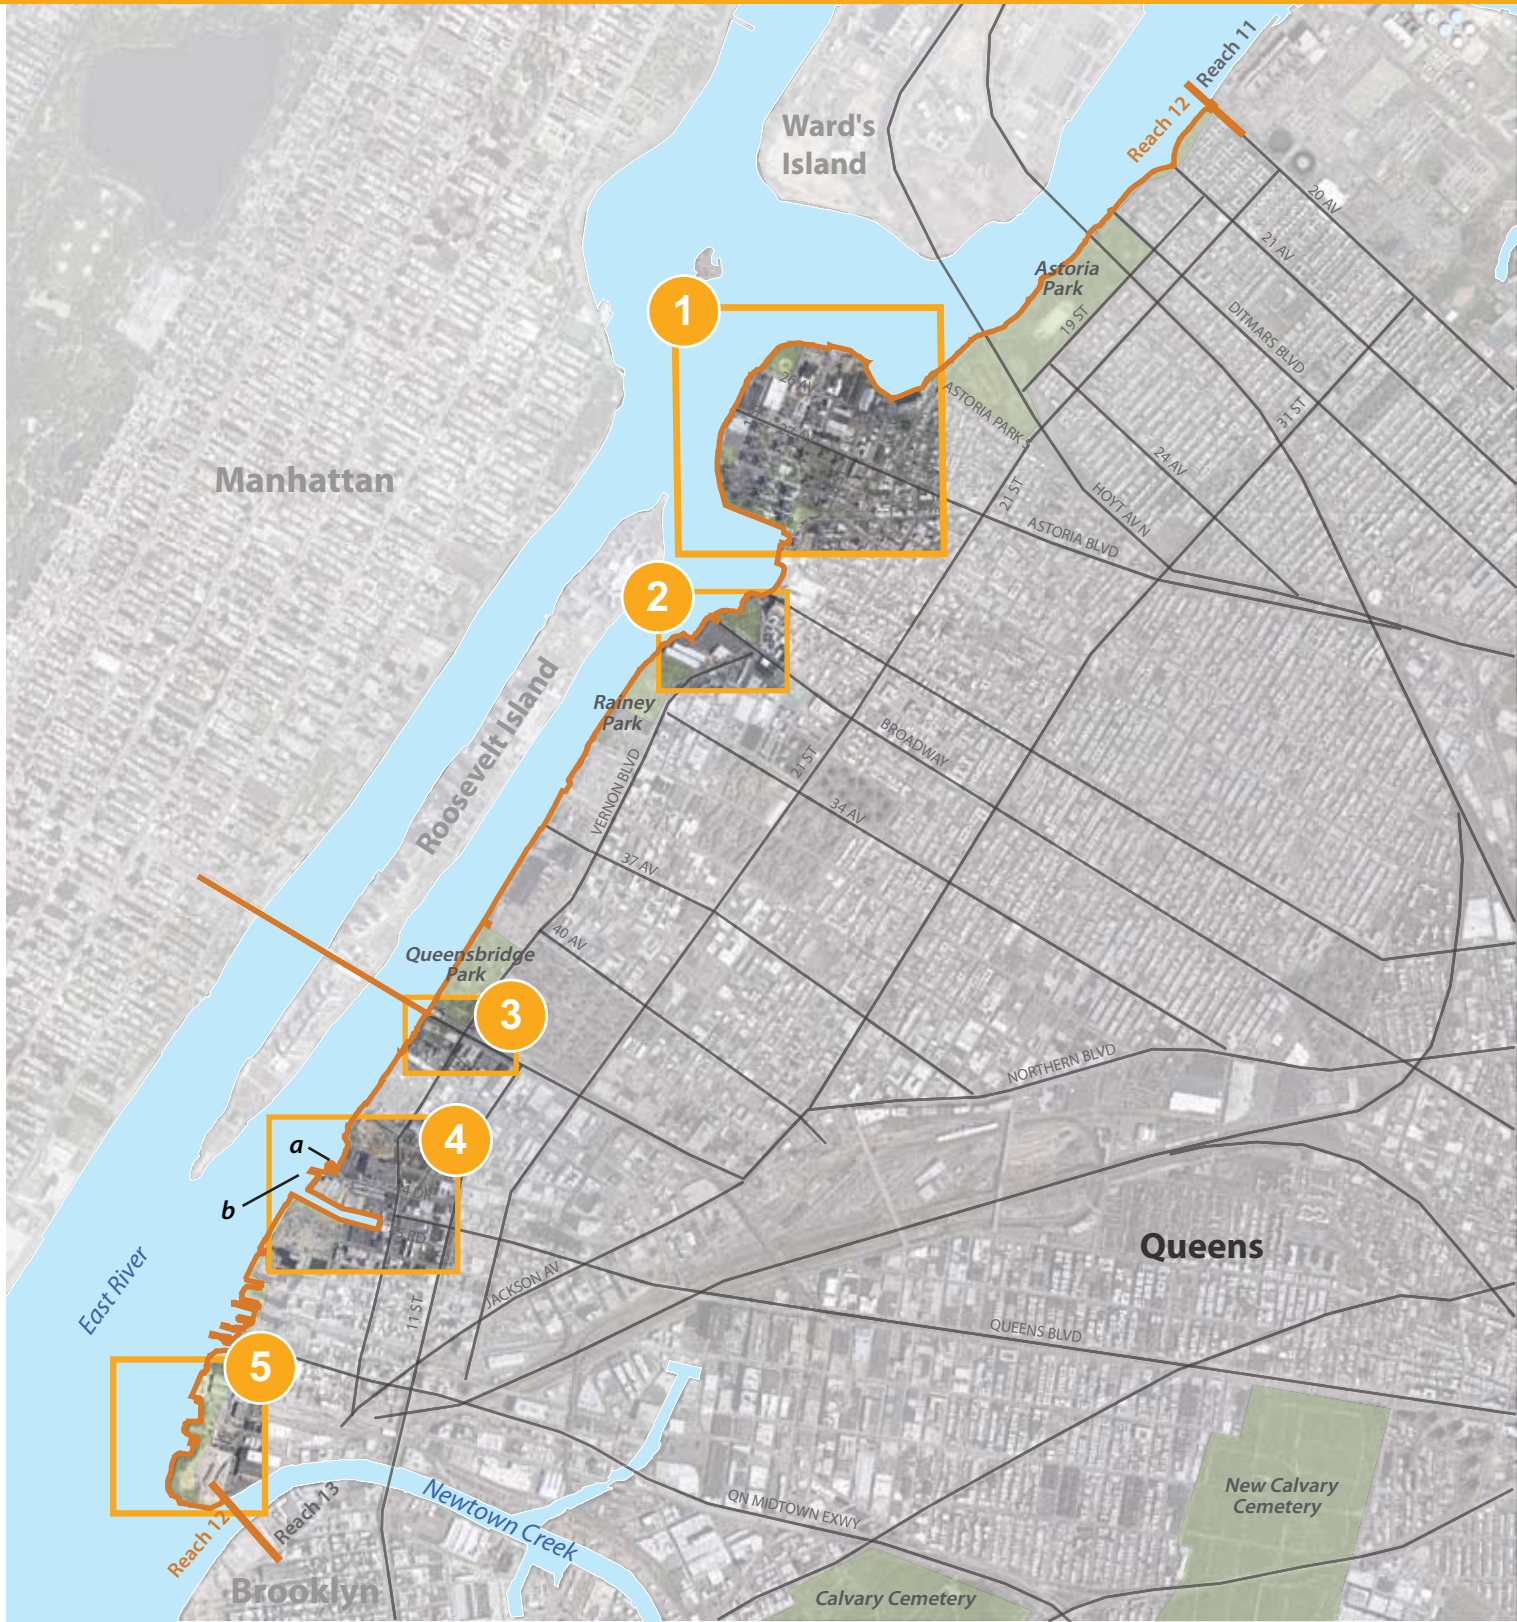 Reach 11
Reach 12
Ward's
Island
20 AV
21 AV
Astoria
Park
19 ST
DITMARS BLVD
1
26 AV
27 AV
ASTORIA PARK S
31 ST
24 AV
Manhattan
21 ST
HOYT AV N
ASTORIA BLVD
2
Roosevelt Island
Rainey
Park
VERNON BLVD
21 ST
BROADWAY
34 AV
37 AV
40 AV
Queensbridge
Park
3
NORTHERN BLVD
4
a
b
Queens
East River
JACKSON AV
11 ST
QUEENS BLVD
5
Reach 12
Reach 13
Newtown Creek
QN MIDTOWN EXWY
New Calvary
Cemetery
Brooklyn
Calvary Cemetery